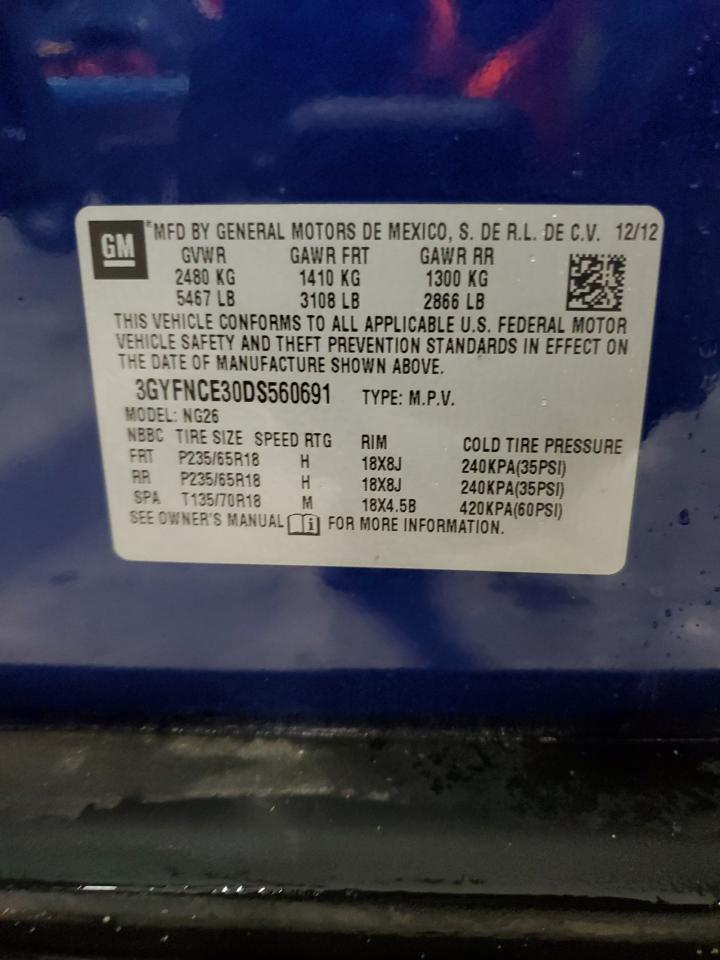 GM *MFD BY GENERAL MOTORS DE MEXICO, S. DE R.L. DE C.V. 12/12
GVWR GAWR FRT GAWR RR
2480 KG 1410 KG 1300 KG
5467 LB 3108 LB 2866 LB
THIS VEHICLE CONFORMS TO ALL APPLICABLE U.S. FEDERAL MOTOR
VEHICLE SAFETY AND THEFT PREVENTION STANDARDS IN EFFECT ON
THE DATE OF MANUFACTURE SHOWN ABOVE.
3GYFNCE30DS560691 TYPE: M.P.V.
MODEL: NG26
NBBC TIRE SIZE SPEED RTG RIM COLD TIRE PRESSURE
FRT P235/65R18 H 18X8J 240KPA(35PSI)
RR P235/65R18 H 18X8J 240KPA(35PSI)
SPA T135/70R18 M 18X4.5B 420KPA(60PSI)
SEE OWNER'S MANUAL i FOR MORE INFORMATION.